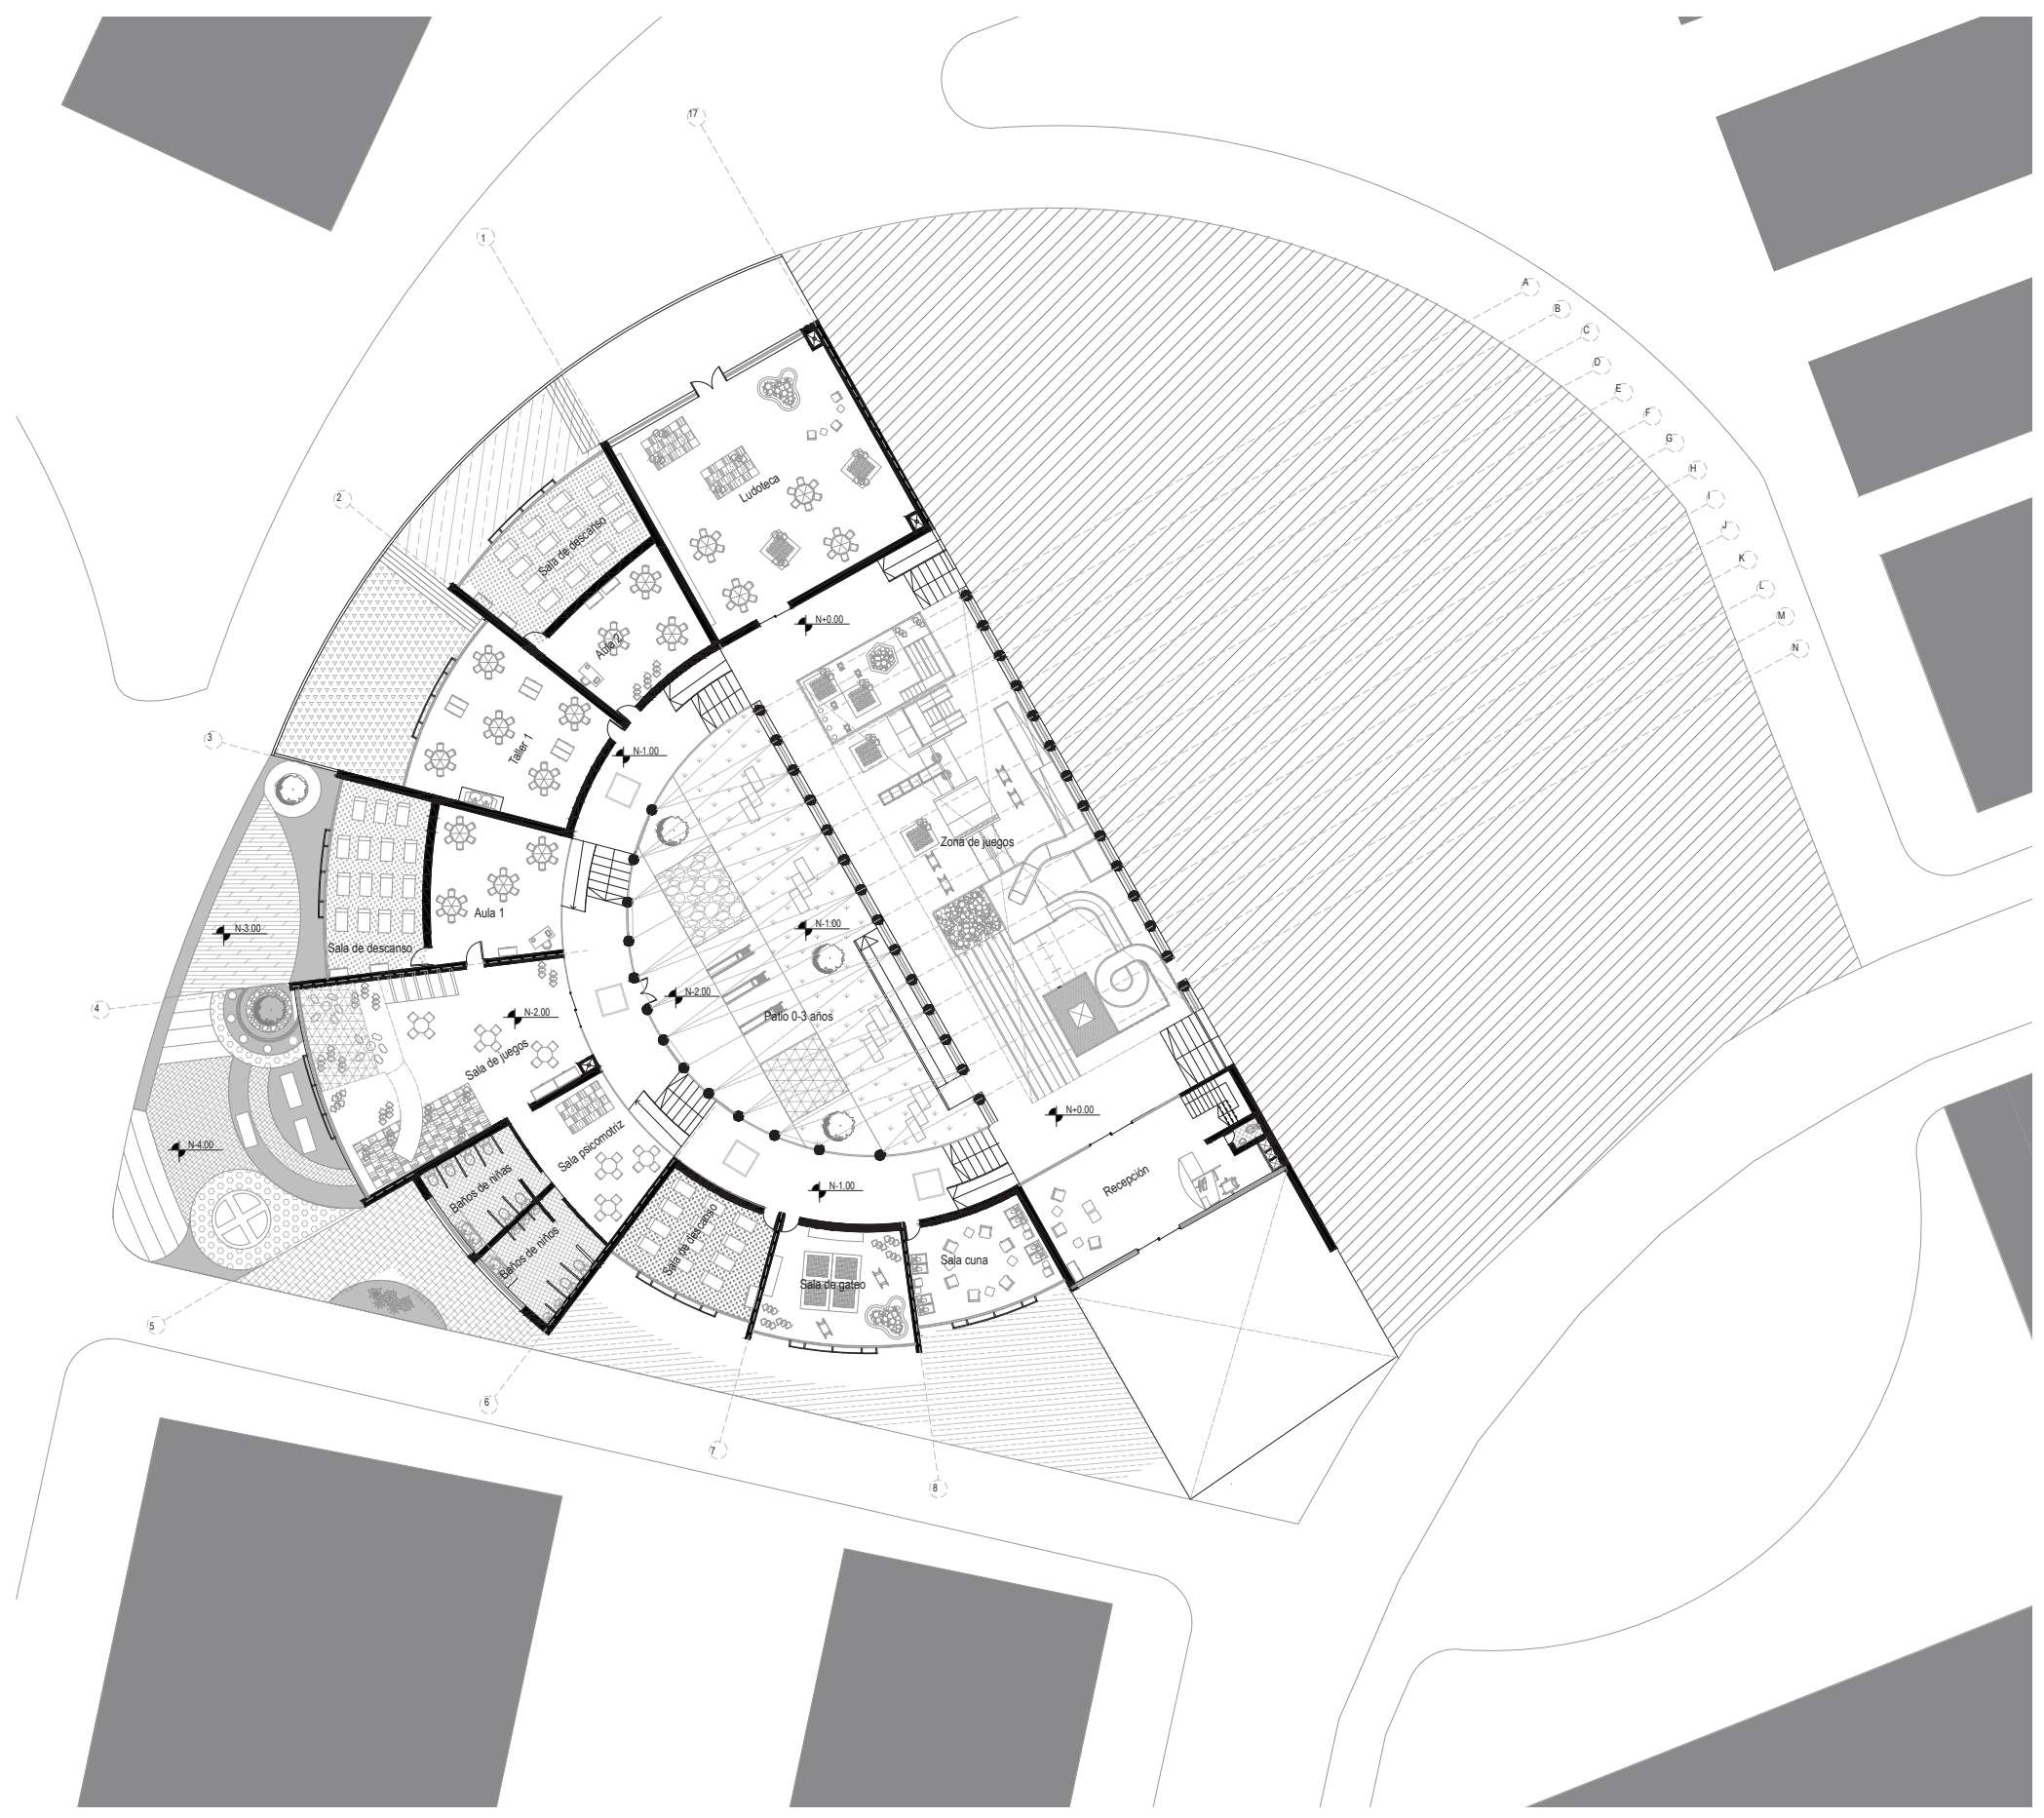 17
1
A
B
C
D
E
F
G
H
I
J
K
L
M
N
2
Ludoteca
Sala de descanso
N+0.00
Aula 2
3
Taller 1
N-1.00
Zona de juegos
Aula 1
N-3.00
N-1.00
Sala de descanso
4
N-2.00
N-2.00
Patio 0-3 años
Sala de juegos
N+0.00
N-4.00
Sala psicomotriz
Baños de niñas
Recepción
N-1.00
Sala de descanso
Baños de niños
Sala cuna
Sala de gateo
5
6
7
8